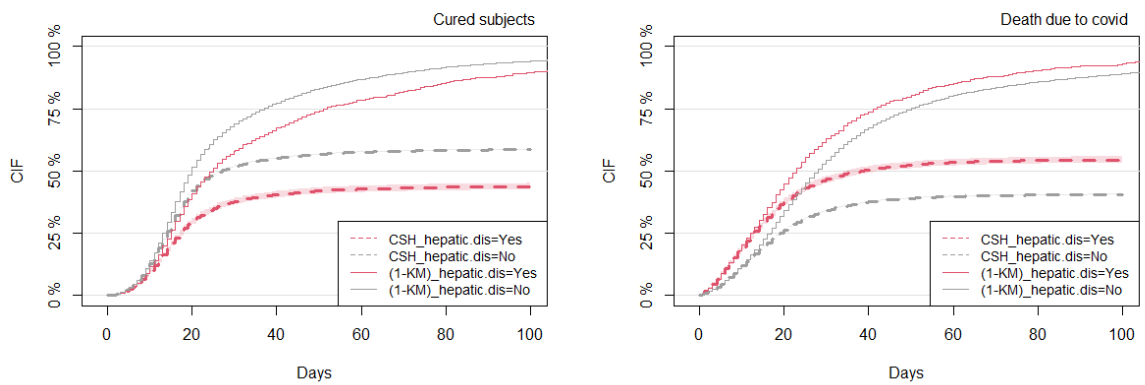 Cured subjects
CIF
100 %
75 %
50 %
25 %
0 %
CSH_hepatic.dis=Yes
CSH_hepatic.dis=No
(1-KM)_hepatic.dis=Yes
(1-KM)_hepatic.dis=No
0 20 40 60 80 100
Days
Death due to covid
CIF
100 %
75 %
50 %
25 %
0 %
CSH_hepatic.dis=Yes
CSH_hepatic.dis=No
(1-KM)_hepatic.dis=Yes
(1-KM)_hepatic.dis=No
0 20 40 60 80 100
Days